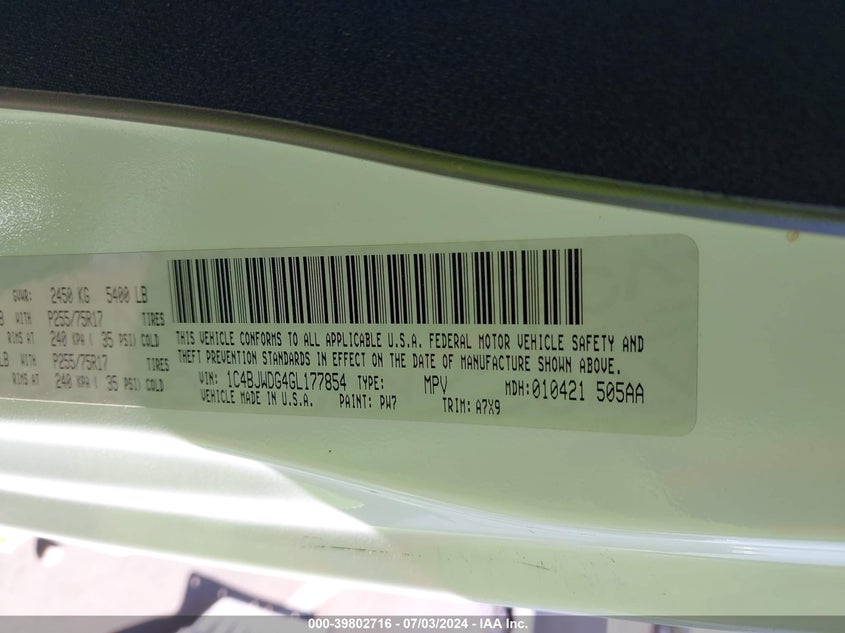 GVWR: 2450 KG 5400 LB
B WITH P255/75R17 TIRES
RIMS AT 240 KPA ( 35 PSI) COLD
LB WITH P255/75R17 TIRES
RIMS AT 240 KPA ( 35 PSI) COLD
THIS VEHICLE CONFORMS TO ALL APPLICABLE U.S.A. FEDERAL MOTOR VEHICLE SAFETY AND
THEFT PREVENTION STANDARDS IN EFFECT ON THE DATE OF MANUFACTURE SHOWN ABOVE.
VIN: 1C4BJWDG4GL177854 TYPE: MPV MDH: 010421 505AA
VEHICLE MADE IN U.S.A. PAINT: PW7 TRIM: A7X9
000-39802716 - 07/03/2024 - IAA Inc.